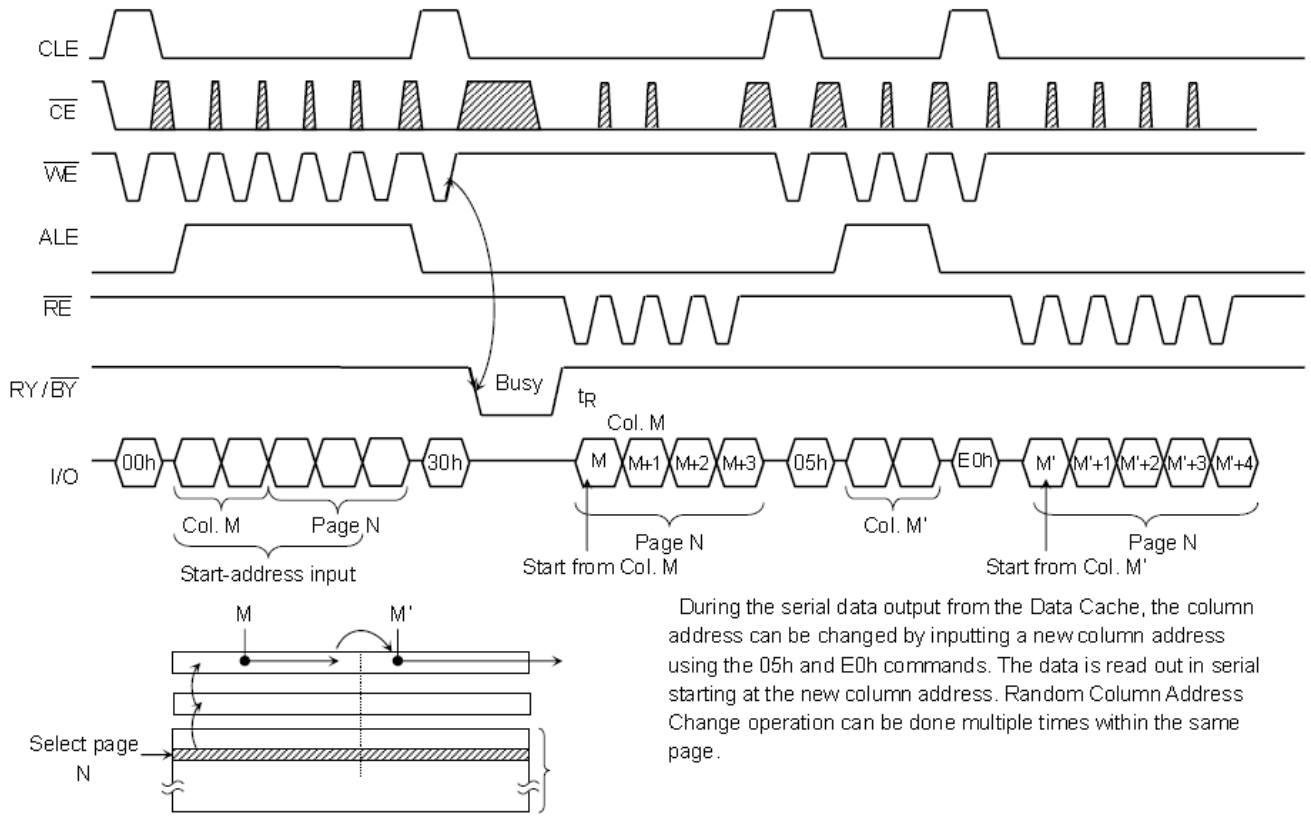 CLE
CE
WE
ALE
RE
RY/BY
Busy
tR
Col. M
I/O
00h
30h
M
M+1
M+2
M+3
05h
E0h
M'
M'+1
M'+2
M'+3
M'+4
Col. M
Page N
Page N
Col. M'
Page N
Start-address input
Start from Col. M
Start from Col. M'
M
M'
Select page
N
During the serial data output from the Data Cache, the column
address can be changed by inputting a new column address
using the 05h and E0h commands. The data is read out in serial
starting at the new column address. Random Column Address
Change operation can be done multiple times within the same
page.